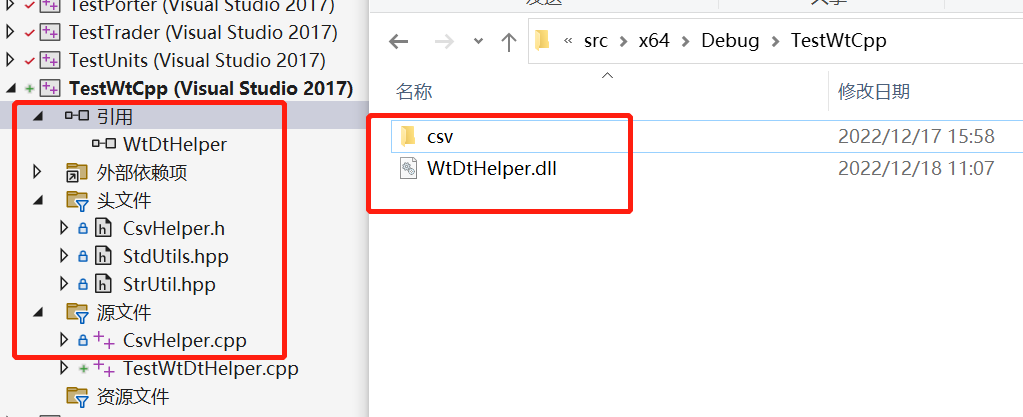 TestPorter (Visual Studio 2017)
TestTrader (Visual Studio 2017)
TestUnits (Visual Studio 2017)
TestWtCpp (Visual Studio 2017)
引用
WtDtHelper
外部依赖项
头文件
CsvHelper.h
StdUtils.hpp
StrUtil.hpp
源文件
CsvHelper.cpp
TestWtDtHelper.cpp
资源文件
« src > x64 > Debug > TestWtCpp
名称 修改日期
csv 2022/12/17 15:58
WtDtHelper.dll 2022/12/18 11:07